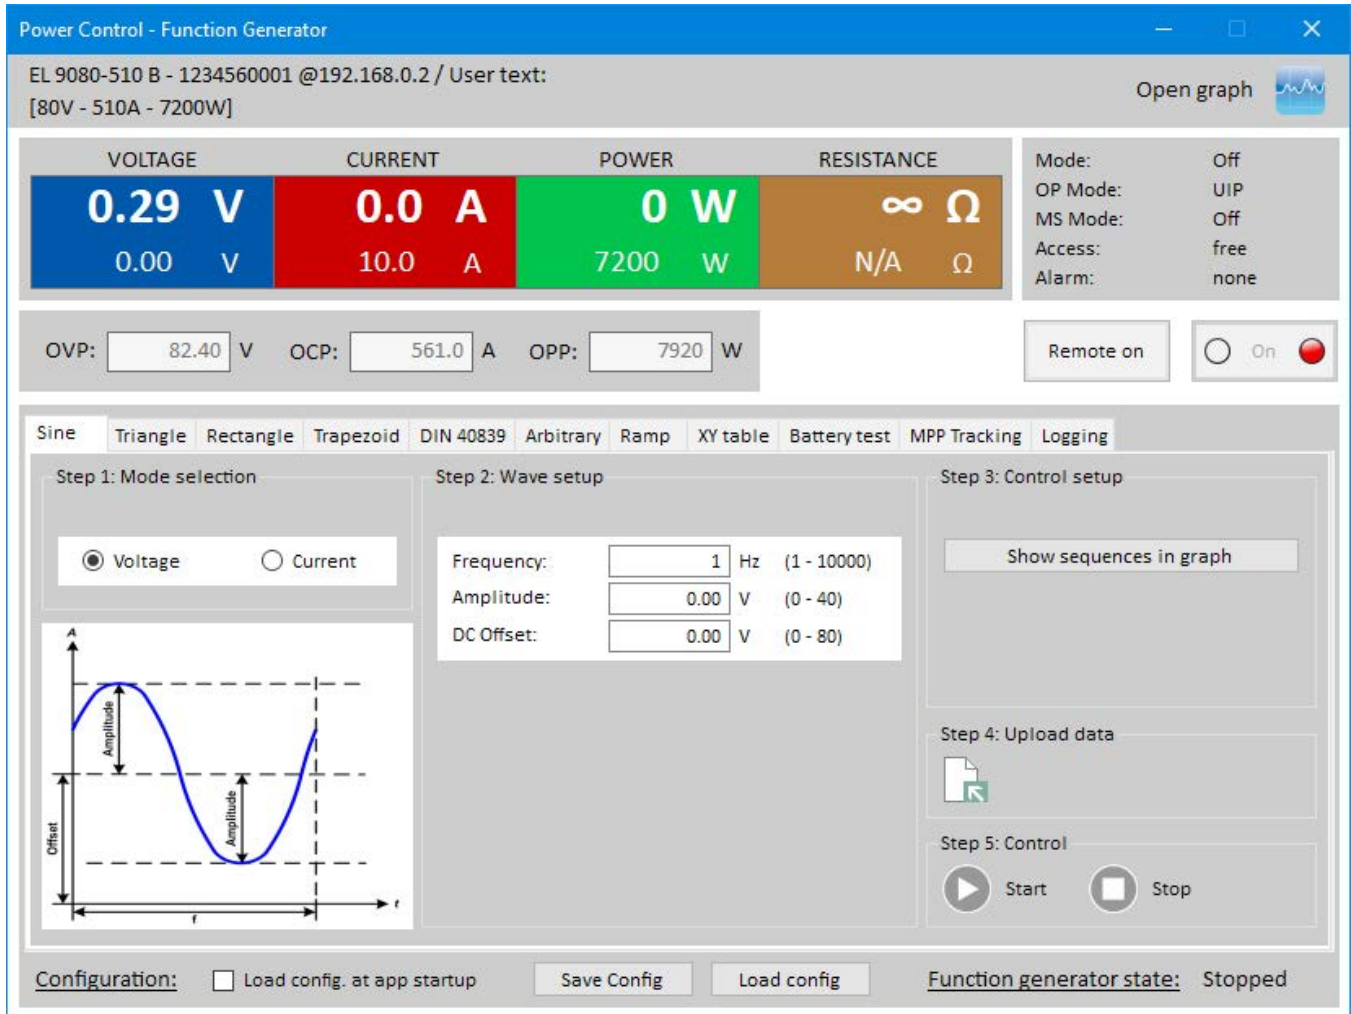 Power Control - Function Generator
EL 9080-510 B - 1234560001 @192.168.0.2 / User text:
[80V - 510A - 7200W]
Open graph
VOLTAGE CURRENT POWER RESISTANCE
0.29 V 0.0 A 0 W ∞ Ω
0.00 V 10.0 A 7200 W N/A Ω
Mode: Off
OP Mode: UIP
MS Mode: Off
Access: free
Alarm: none
OVP: 82.40 V OCP: 561.0 A OPP: 7920 W
Remote on
On
Sine Triangle Rectangle Trapezoid DIN 40839 Arbitrary Ramp XY table Battery test MPP Tracking Logging
Step 1: Mode selection
Voltage Current
A
Amplitude
Amplitude
Offset
t
f
Step 2: Wave setup
Frequency: 1 Hz (1 - 10000)
Amplitude: 0.00 V (0 - 40)
DC Offset: 0.00 V (0 - 80)
Step 3: Control setup
Show sequences in graph
Step 4: Upload data
Step 5: Control
Start Stop
Configuration: Load config. at app startup Save Config Load config Function generator state: Stopped